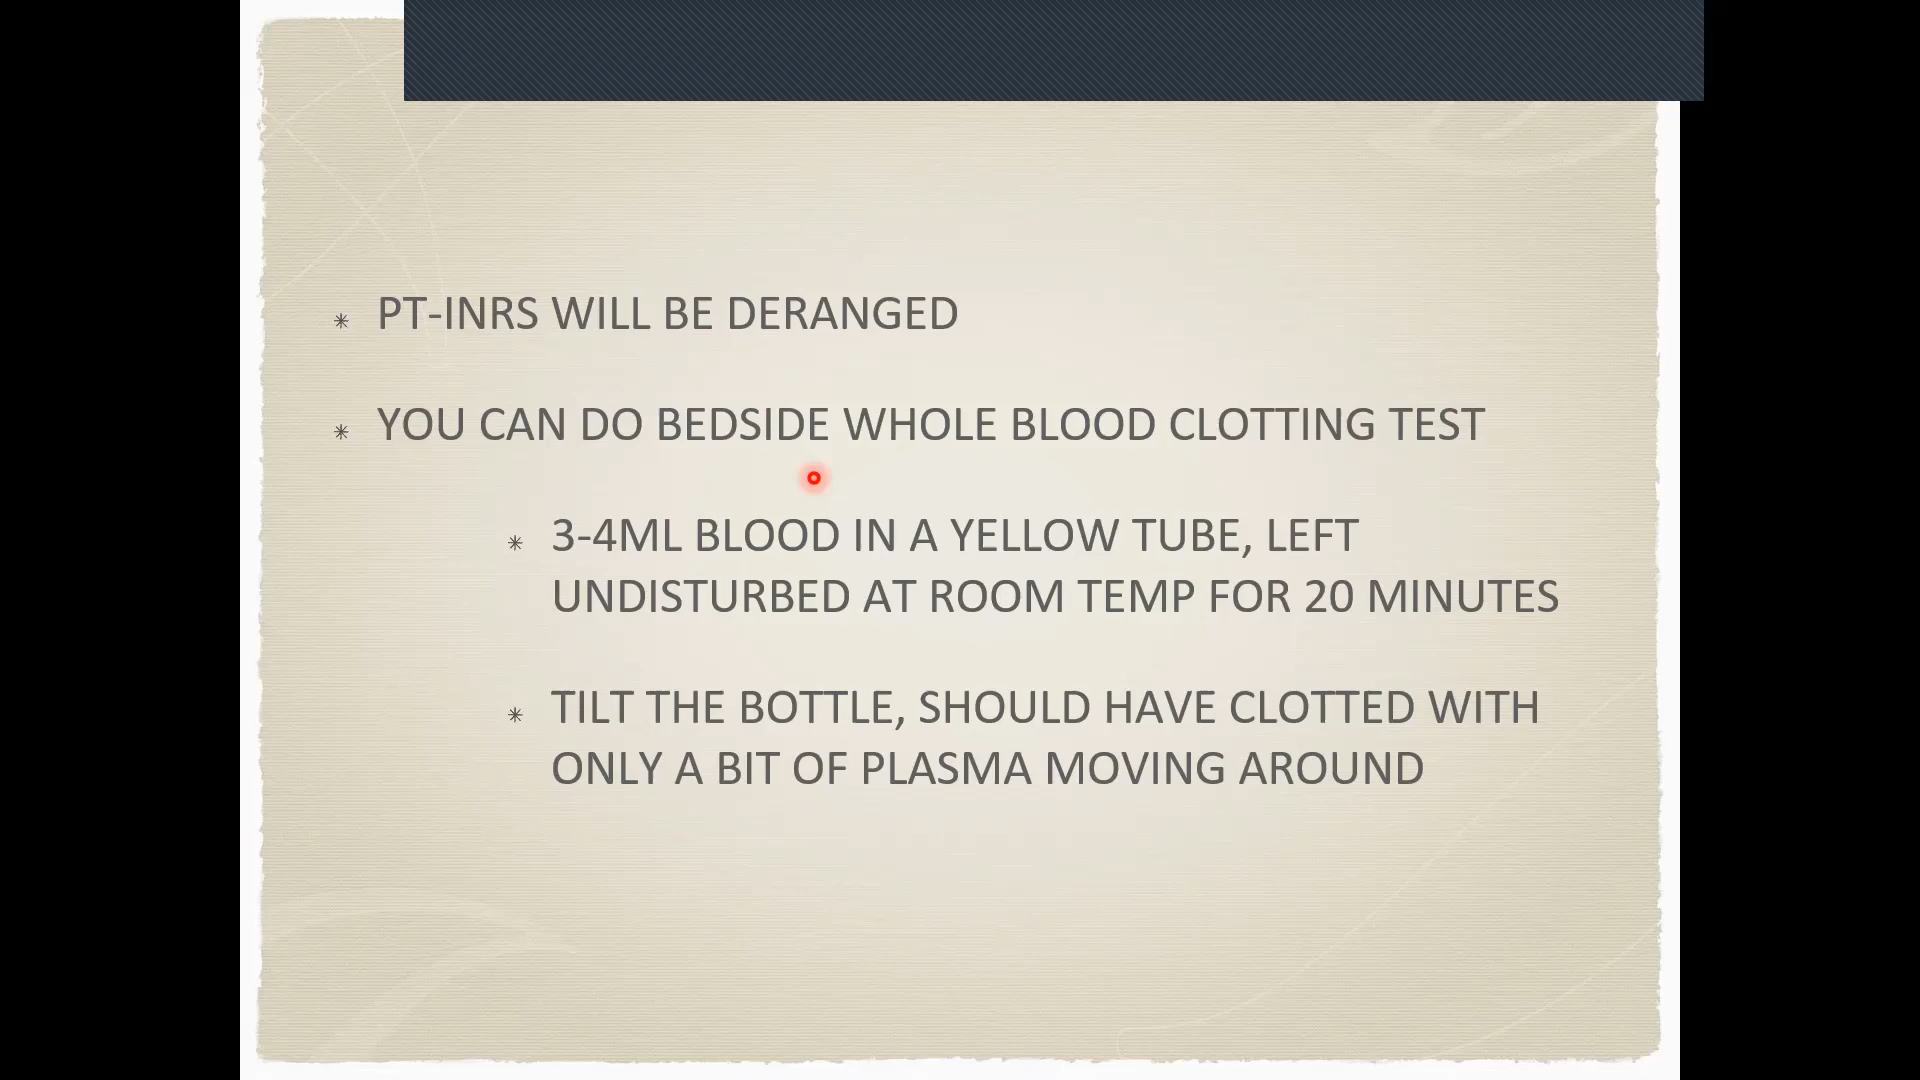 PT-INRS WILL BE DERANGED
YOU CAN DO BEDSIDE WHOLE BLOOD CLOTTING TEST
3-4ML BLOOD IN A YELLOW TUBE, LEFT
UNDISTURBED AT ROOM TEMP FOR 20 MINUTES
TILT THE BOTTLE, SHOULD HAVE CLOTTED WITH
ONLY A BIT OF PLASMA MOVING AROUND